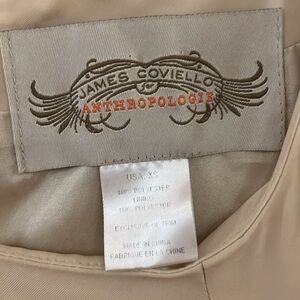 JAMES COVIELLO
ANTHROPOLOGIE
USA. XS
100% POLYESTER
LINING:
100% POLYESTER
EXCLUSIVE OF TRIM
MADE IN CHINA
FABRIQUE EN LA CHINE